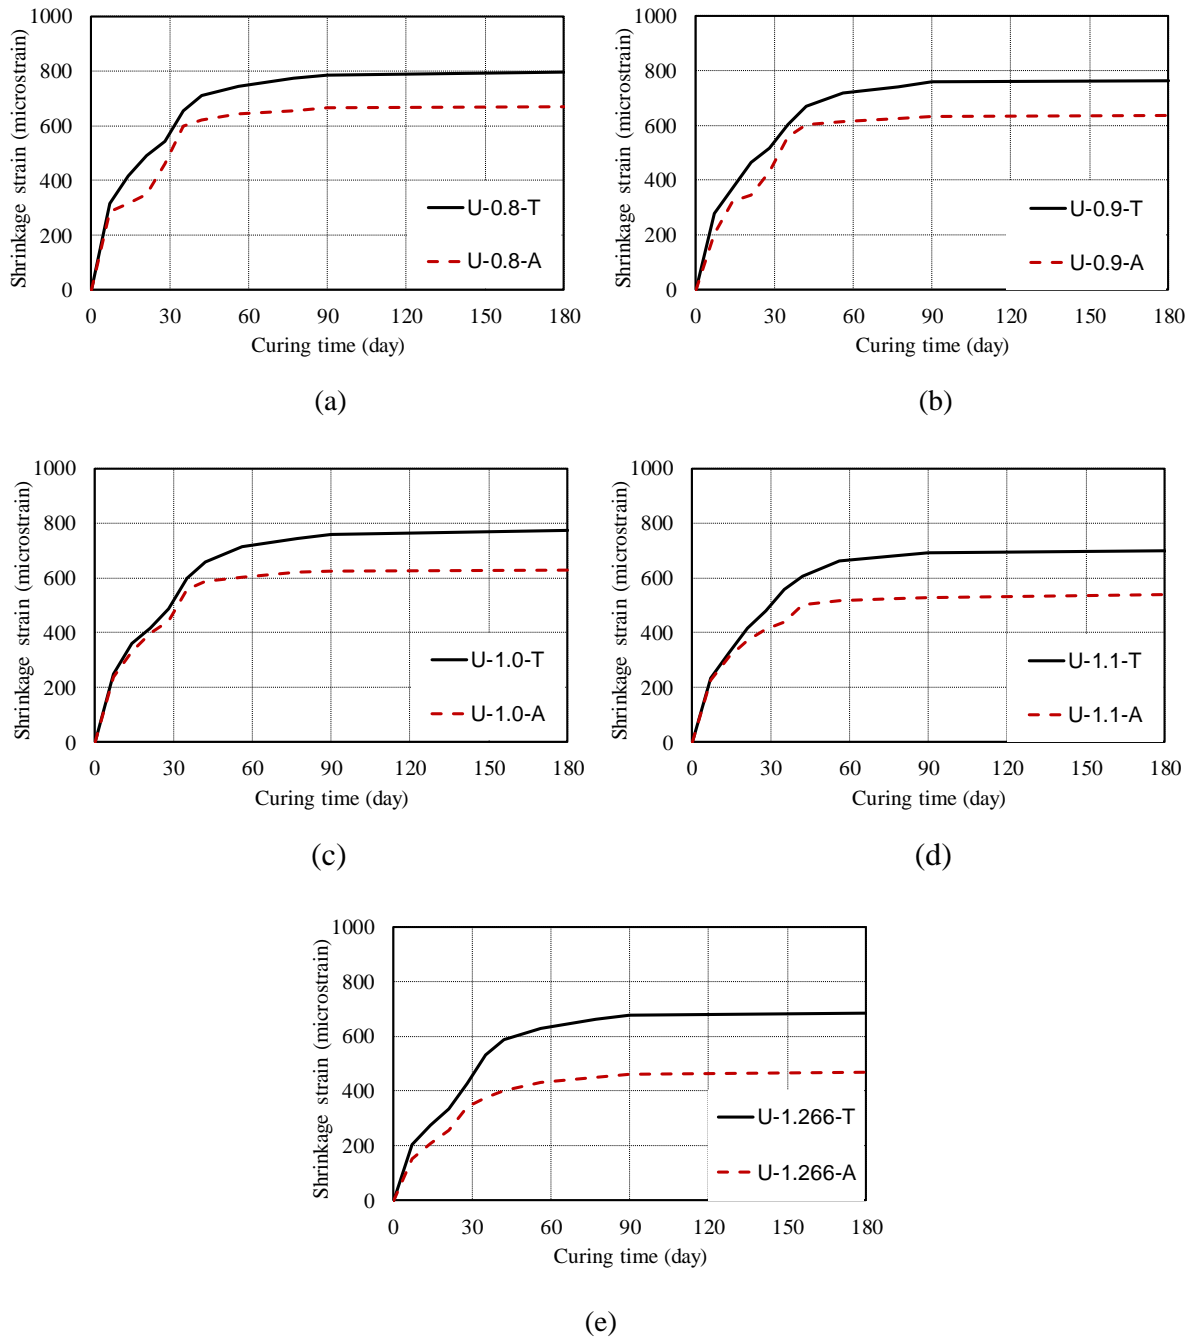 1000
800
600
400
200
0
Shrinkage strain (microstrain)
U-0.8-T
U-0.8-A
0 30 60 90 120 150 180
Curing time (day)
(a)
1000
800
600
400
200
0
Shrinkage strain (microstrain)
U-0.9-T
U-0.9-A
0 30 60 90 120 150 180
Curing time (day)
(b)
1000
800
600
400
200
0
Shrinkage strain (microstrain)
U-1.0-T
U-1.0-A
0 30 60 90 120 150 180
Curing time (day)
(c)
1000
800
600
400
200
0
Shrinkage strain (microstrain)
U-1.1-T
U-1.1-A
0 30 60 90 120 150 180
Curing time (day)
(d)
1000
800
600
400
200
0
Shrinkage strain (microstrain)
U-1.266-T
U-1.266-A
0 30 60 90 120 150 180
Curing time (day)
(e)